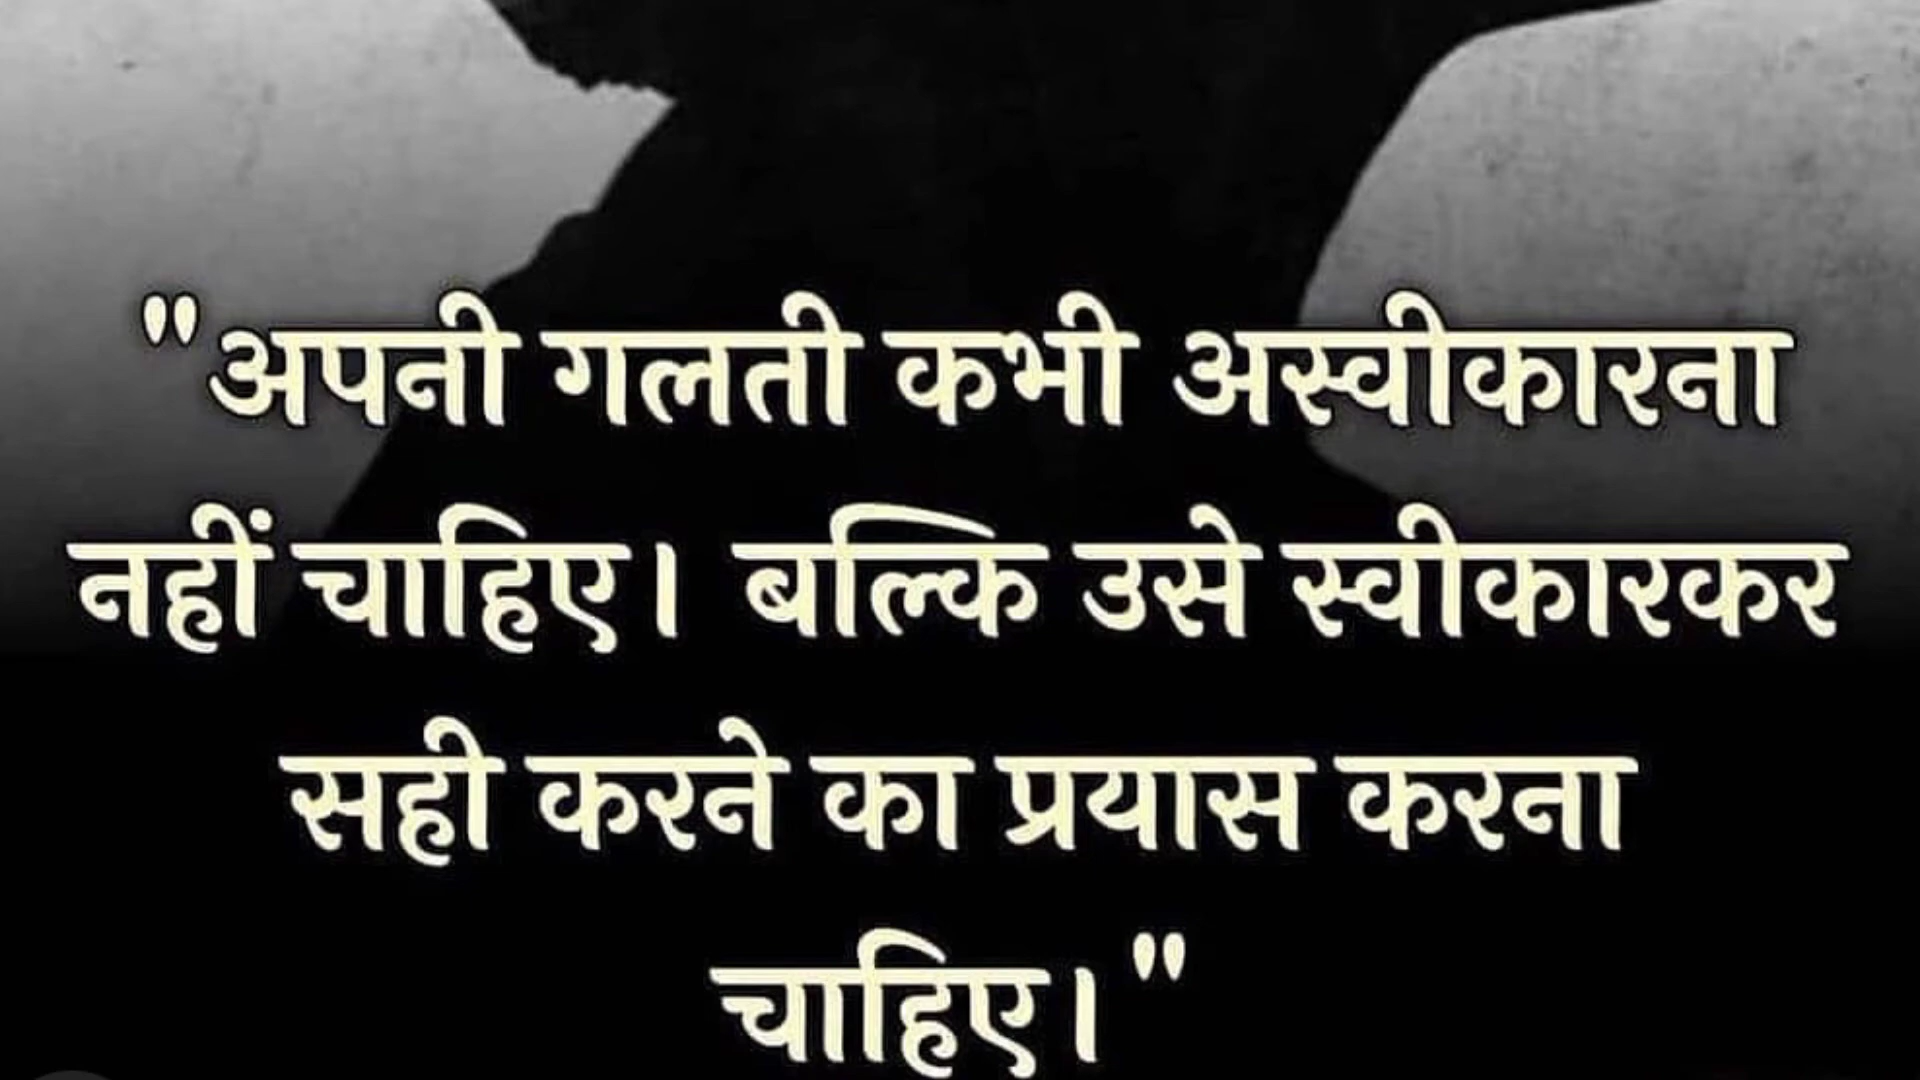 "अपनी गलती कभी अस्वीकारना
नहीं चाहिए। बल्कि उसे स्वीकारकर
सही करने का प्रयास करना
चाहिए।"